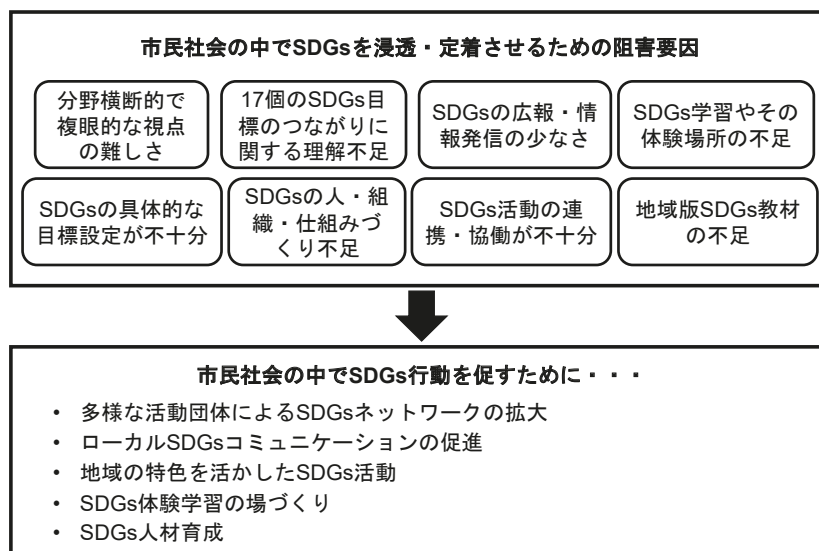 市民社会の中でSDGsを浸透・定着させるための阻害要因
分野横断的で
複眼的な視点
の難しさ
17個のSDGs目
標のつながりに
関する理解不足
SDGsの広報・情
報発信の少なさ
SDGs学習やその
体験場所の不足
SDGsの具体的な
目標設定が不十分
SDGsの人・組
織・仕組みづ
くり不足
SDGs活動の連
携・協働が不十分
地域版SDGs教材
の不足
市民社会の中でSDGs行動を促すために・・・
• 多様な活動団体によるSDGsネットワークの拡大
• ローカルSDGsコミュニケーションの促進
• 地域の特色を活かしたSDGs活動
• SDGs体験学習の場づくり
• SDGs人材育成